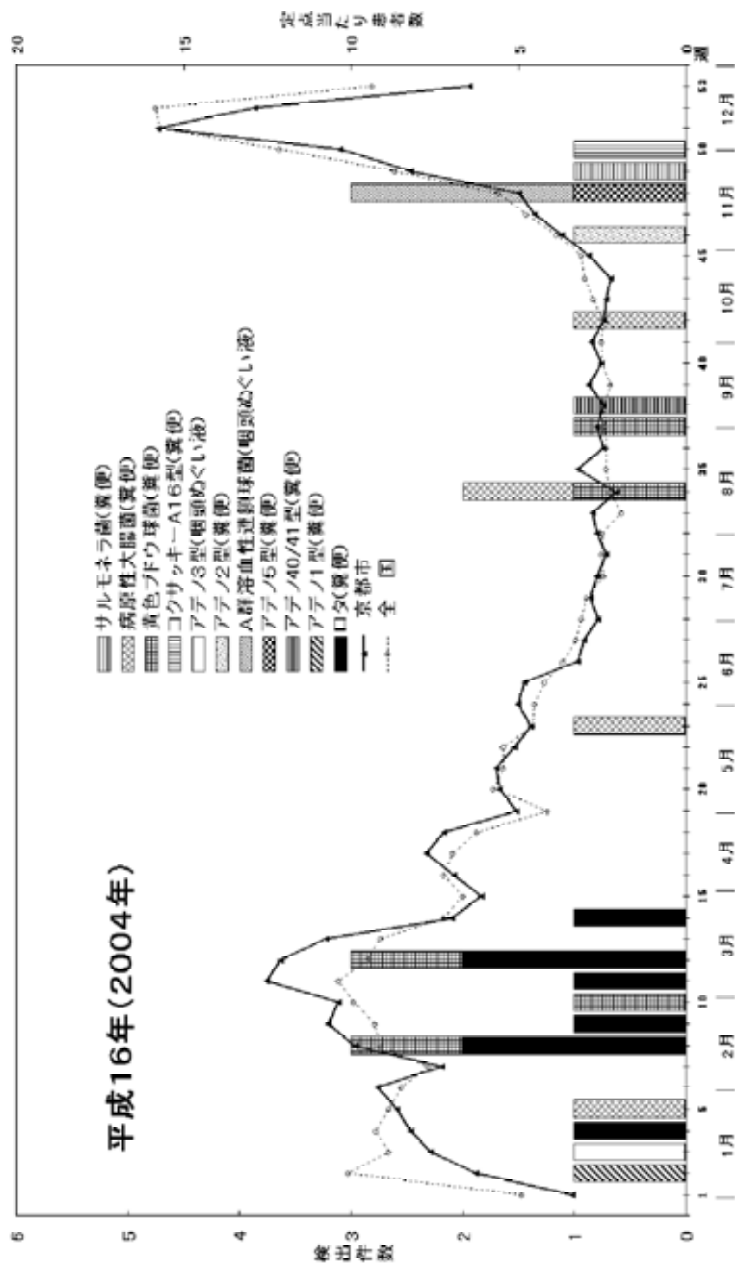 平成16年(2004年)
サルモネラ菌(糞便)
病原性大腸菌(糞便)
黄色ブドウ球菌(糞便)
コクサッキーA16型(糞便)
アデノ3型(咽頭ぬぐい液)
アデノ2型(糞便)
A群溶血性連鎖球菌(咽頭ぬぐい液)
アデノ5型(糞便)
アデノ40/41型(糞便)
アデノ1型(糞便)
ロタ(糞便)
京都市
全 国
検出件数
6
5
4
3
2
1
0
定点当たり患者数
20
15
10
5
0
1 5 10 15 20 25 30 35 40 45 50 53 週
1月 2月 3月 4月 5月 6月 7月 8月 9月 10月 11月 12月